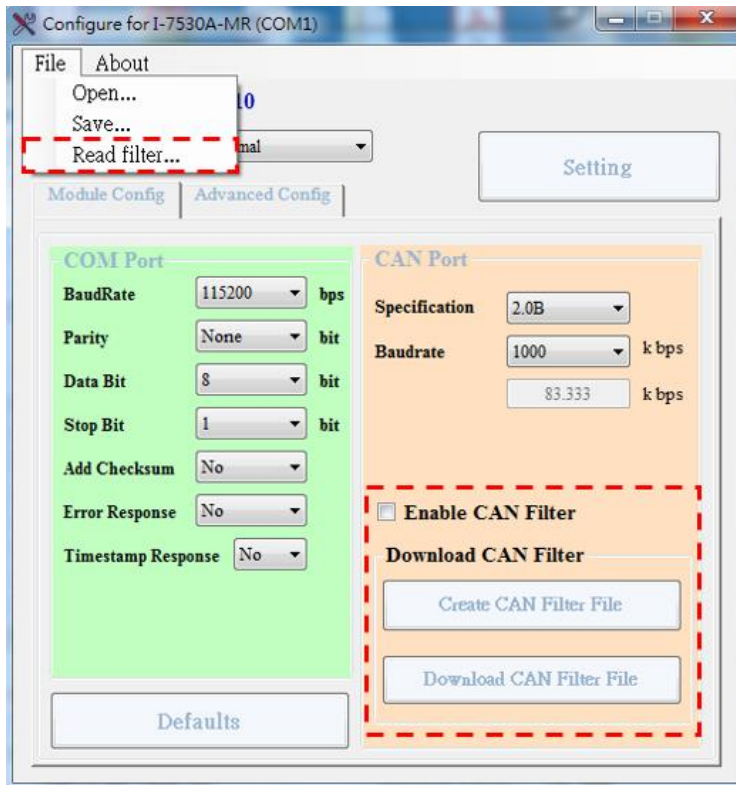 Configure for I-7530A-MR (COM1)
File About
Open...
Save...
Read filter...
10
mal
Setting
Module Config Advanced Config
COM Port
BaudRate 115200 bps
Parity None bit
Data Bit 8 bit
Stop Bit 1 bit
Add Checksum No
Error Response No
Timestamp Response No
Defaults
CAN Port
Specification 2.0B
Baudrate 1000 k bps
83.333 k bps
Enable CAN Filter
Download CAN Filter
Create CAN Filter File
Download CAN Filter File